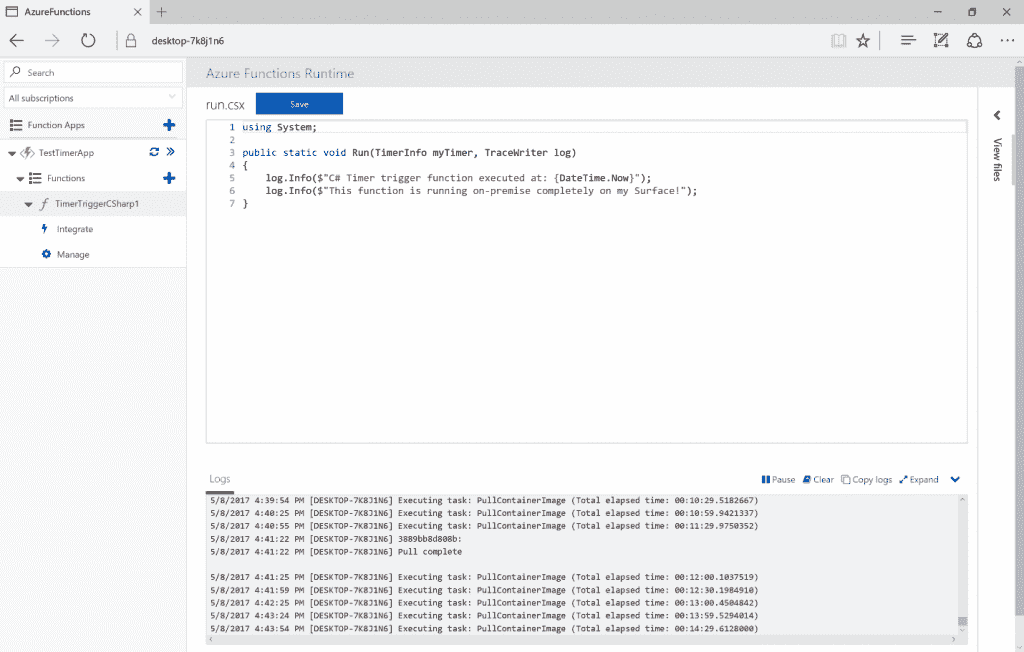 AzureFunctions
desktop-7k8j1n6
Search
All subscriptions
Function Apps
TestTimerApp
Functions
TimerTriggerCSharp1
Integrate
Manage
Azure Functions Runtime
run.csx
Save
1 using System;
2
3 public static void Run(TimerInfo myTimer, TraceWriter log)
4 {
5 log.Info($"C# Timer trigger function executed at: {DateTime.Now}");
6 log.Info($"This function is running on-premise completely on my Surface!");
7 }
View files
Logs
Pause Clear Copy logs Expand
5/8/2017 4:39:54 PM [DESKTOP-7K8J1N6] Executing task: PullContainerImage (Total elapsed time: 00:10:29.5182667)
5/8/2017 4:40:25 PM [DESKTOP-7K8J1N6] Executing task: PullContainerImage (Total elapsed time: 00:10:59.9421337)
5/8/2017 4:40:55 PM [DESKTOP-7K8J1N6] Executing task: PullContainerImage (Total elapsed time: 00:11:29.9750352)
5/8/2017 4:41:22 PM [DESKTOP-7K8J1N6] 3889bb8d808b:
5/8/2017 4:41:22 PM [DESKTOP-7K8J1N6] Pull complete
5/8/2017 4:41:25 PM [DESKTOP-7K8J1N6] Executing task: PullContainerImage (Total elapsed time: 00:12:00.1037519)
5/8/2017 4:41:59 PM [DESKTOP-7K8J1N6] Executing task: PullContainerImage (Total elapsed time: 00:12:30.1984910)
5/8/2017 4:42:25 PM [DESKTOP-7K8J1N6] Executing task: PullContainerImage (Total elapsed time: 00:13:00.4504842)
5/8/2017 4:43:24 PM [DESKTOP-7K8J1N6] Executing task: PullContainerImage (Total elapsed time: 00:13:59.5294014)
5/8/2017 4:43:54 PM [DESKTOP-7K8J1N6] Executing task: PullContainerImage (Total elapsed time: 00:14:29.6128000)